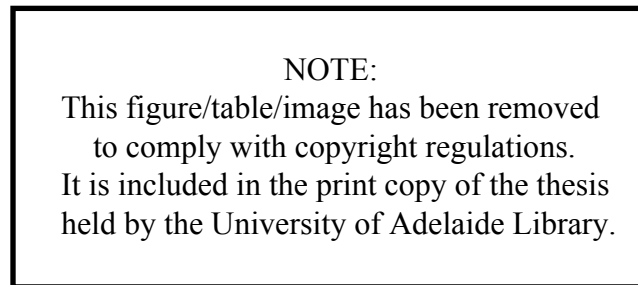 NOTE:
This figure/table/image has been removed
to comply with copyright regulations.
It is included in the print copy of the thesis
held by the University of Adelaide Library.